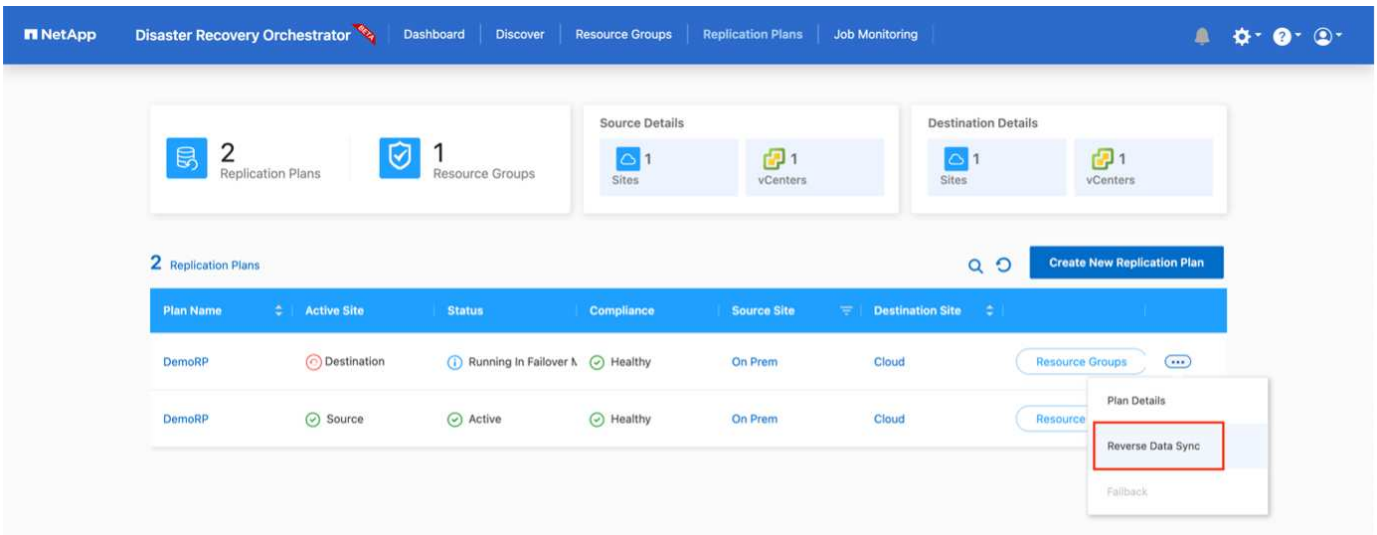 NetApp Disaster Recovery Orchestrator BETA Dashboard Discover Resource Groups Replication Plans Job Monitoring
Source Details
Destination Details
2
Replication Plans
1
Resource Groups
1
Sites
1
vCenters
1
Sites
1
vCenters
2 Replication Plans
Create New Replication Plan
Plan Name Active Site Status Compliance Source Site Destination Site
DemoRP Destination Running In Failover Healthy On Prem Cloud Resource Groups
Plan Details
DemoRP Source Active Healthy On Prem Cloud Resource
Reverse Data Sync
Failback